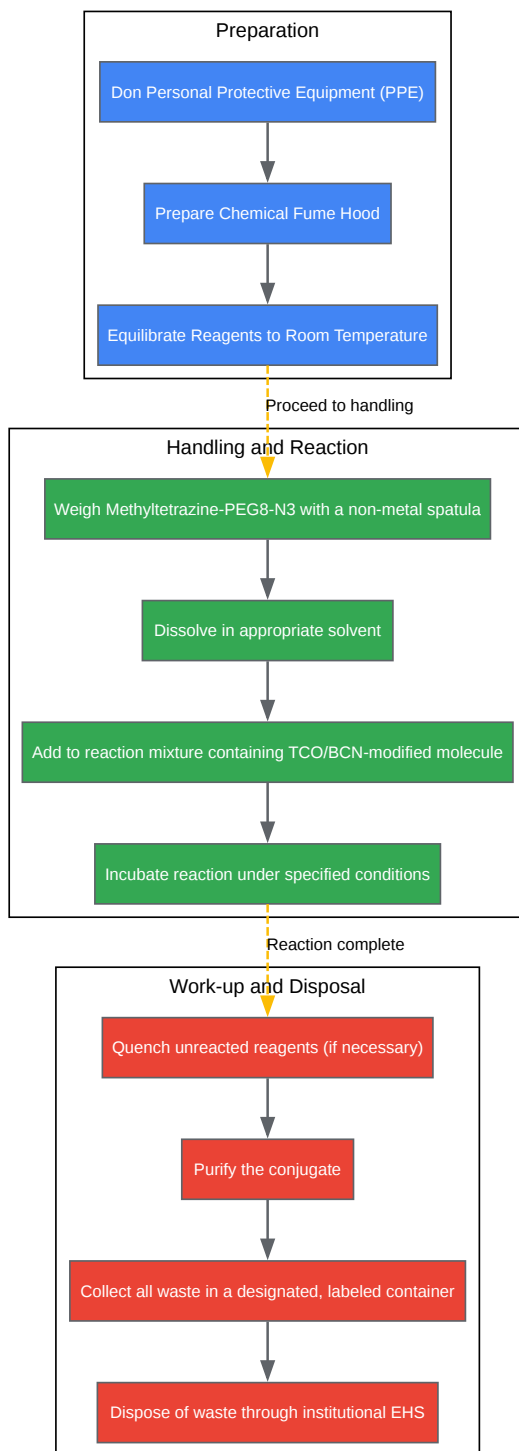 Preparation
Don Personal Protective Equipment (PPE)
Prepare Chemical Fume Hood
Equilibrate Reagents to Room Temperature
Proceed to handling
Handling and Reaction
Weigh Methyltetrazine-PEG8-N3 with a non-metal spatula
Dissolve in appropriate solvent
Add to reaction mixture containing TCO/BCN-modified molecule
Incubate reaction under specified conditions
Reaction complete
Work-up and Disposal
Quench unreacted reagents (if necessary)
Purify the conjugate
Collect all waste in a designated, labeled container
Dispose of waste through institutional EHS